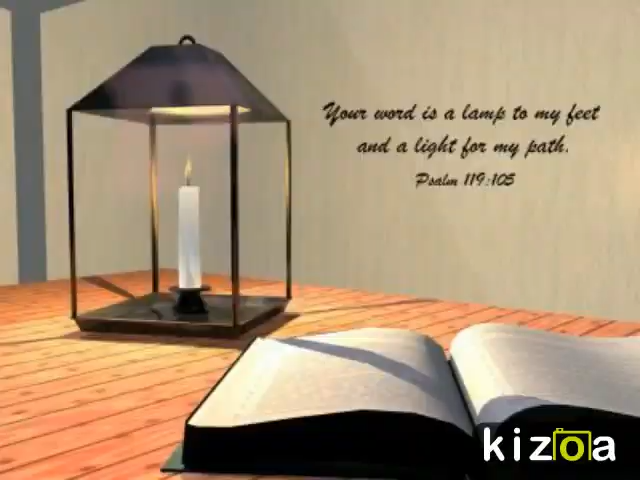 Your word is a lamp to my feet
and a light for my path.
Psalm 119:105
kizoa